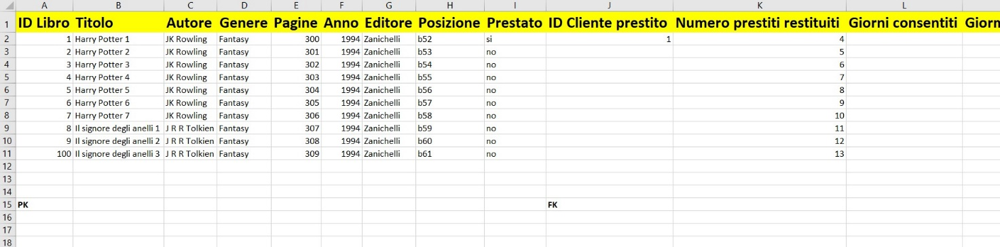 A B C D E F G H I J K L
1 ID Libro Titolo Autore Genere Pagine Anno Editore Posizione Prestato ID Cliente prestito Numero prestiti restituiti Giorni consentiti Giorn
2 1 Harry Potter 1 JK Rowling Fantasy 300 1994 Zanichelli b52 si 1 4
3 2 Harry Potter 2 JK Rowling Fantasy 301 1994 Zanichelli b53 no 5
4 3 Harry Potter 3 JK Rowling Fantasy 302 1994 Zanichelli b54 no 6
5 4 Harry Potter 4 JK Rowling Fantasy 303 1994 Zanichelli b55 no 7
6 5 Harry Potter 5 JK Rowling Fantasy 304 1994 Zanichelli b56 no 8
7 6 Harry Potter 6 JK Rowling Fantasy 305 1994 Zanichelli b57 no 9
8 7 Harry Potter 7 JK Rowling Fantasy 306 1994 Zanichelli b58 no 10
9 8 Il signore degli anelli 1 J R R Tolkien Fantasy 307 1994 Zanichelli b59 no 11
10 9 Il signore degli anelli 2 J R R Tolkien Fantasy 308 1994 Zanichelli b60 no 12
11 100 Il signore degli anelli 3 J R R Tolkien Fantasy 309 1994 Zanichelli b61 no 13
12
13
14
15 PK FK
16
17
18